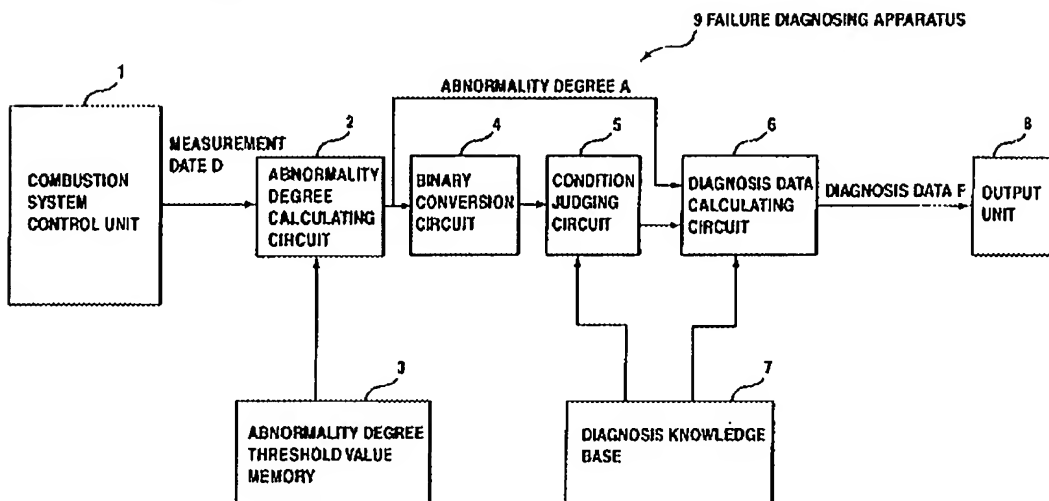 9 FAILURE DIAGNOSING APPARATUS
1
ABNORMALITY DEGREE A
MEASUREMENT
DATE D
2
4
5
6
8
COMBUSTION
SYSTEM
CONTROL UNIT
ABNORMALITY
DEGREE
CALCULATING
CIRCUIT
BINARY
CONVERSION
CIRCUIT
CONDITION
JUDGING
CIRCUIT
DIAGNOSIS DATA
CALCULATING
CIRCUIT
DIAGNOSIS DATA F
OUTPUT
UNIT
3
7
ABNORMALITY DEGREE
THRESHOLD VALUE
MEMORY
DIAGNOSIS KNOWLEDGE
BASE